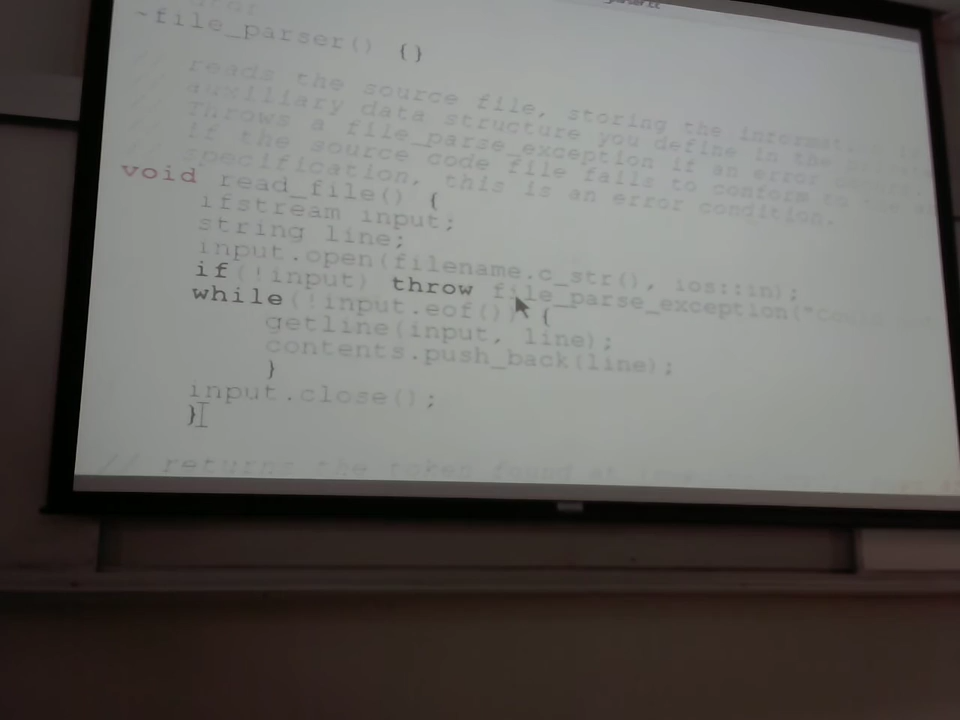 ~file_parser() {}
// reads the source file, storing the informat
// auxiliary data structure you define in the
// Throws a file_parse_exception if an error
// if the source code file fails to conform to the
// specification, this is an error condition.
void read_file() {
ifstream input;
string line;
input.open(filename.c_str(), ios::in);
if(!input) throw file_parse_exception("
while(!input.eof()) {
getline(input, line);
contents.push_back(line);
}
input.close();
}
// returns the token found at